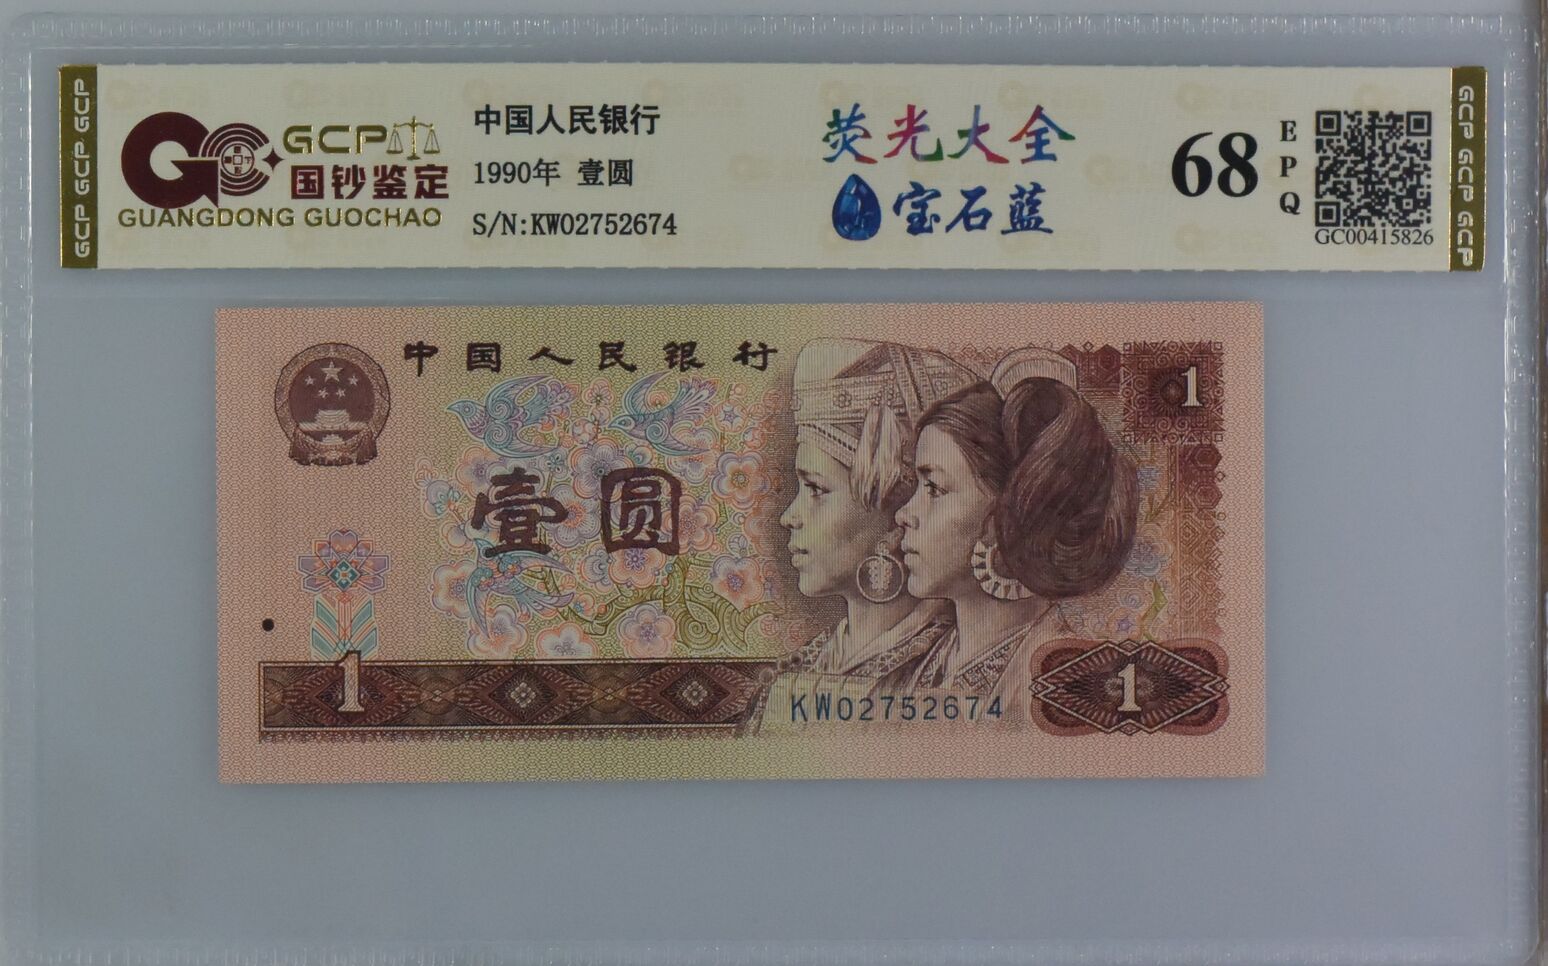 GCP GCP GCP
GCP
国钞鉴定
GUANGDONG GUOCHAO
中国人民银行
1990年 壹圆
S/N:KW02752674
荧光大全
宝石蓝
68
EPQ
GC00415826
GCP GCP GCP
中国人民银行
1
壹圆
1
KW02752674
1